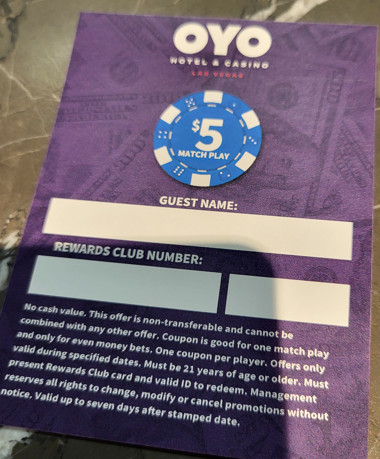 OYO
HOTEL & CASINO
LAS VEGAS
$5
MATCH PLAY
GUEST NAME:
REWARDS CLUB NUMBER:
No cash value. This offer is non-transferable and cannot be
combined with any other offer. Coupon is good for one match play
and only for even money bets. One coupon per player. Offers only
valid during specified dates. Must be 21 years of age or older. Must
present Rewards Club card and valid ID to redeem. Management
reserves all rights to change, modify or cancel promotions without
notice. Valid up to seven days after stamped date.